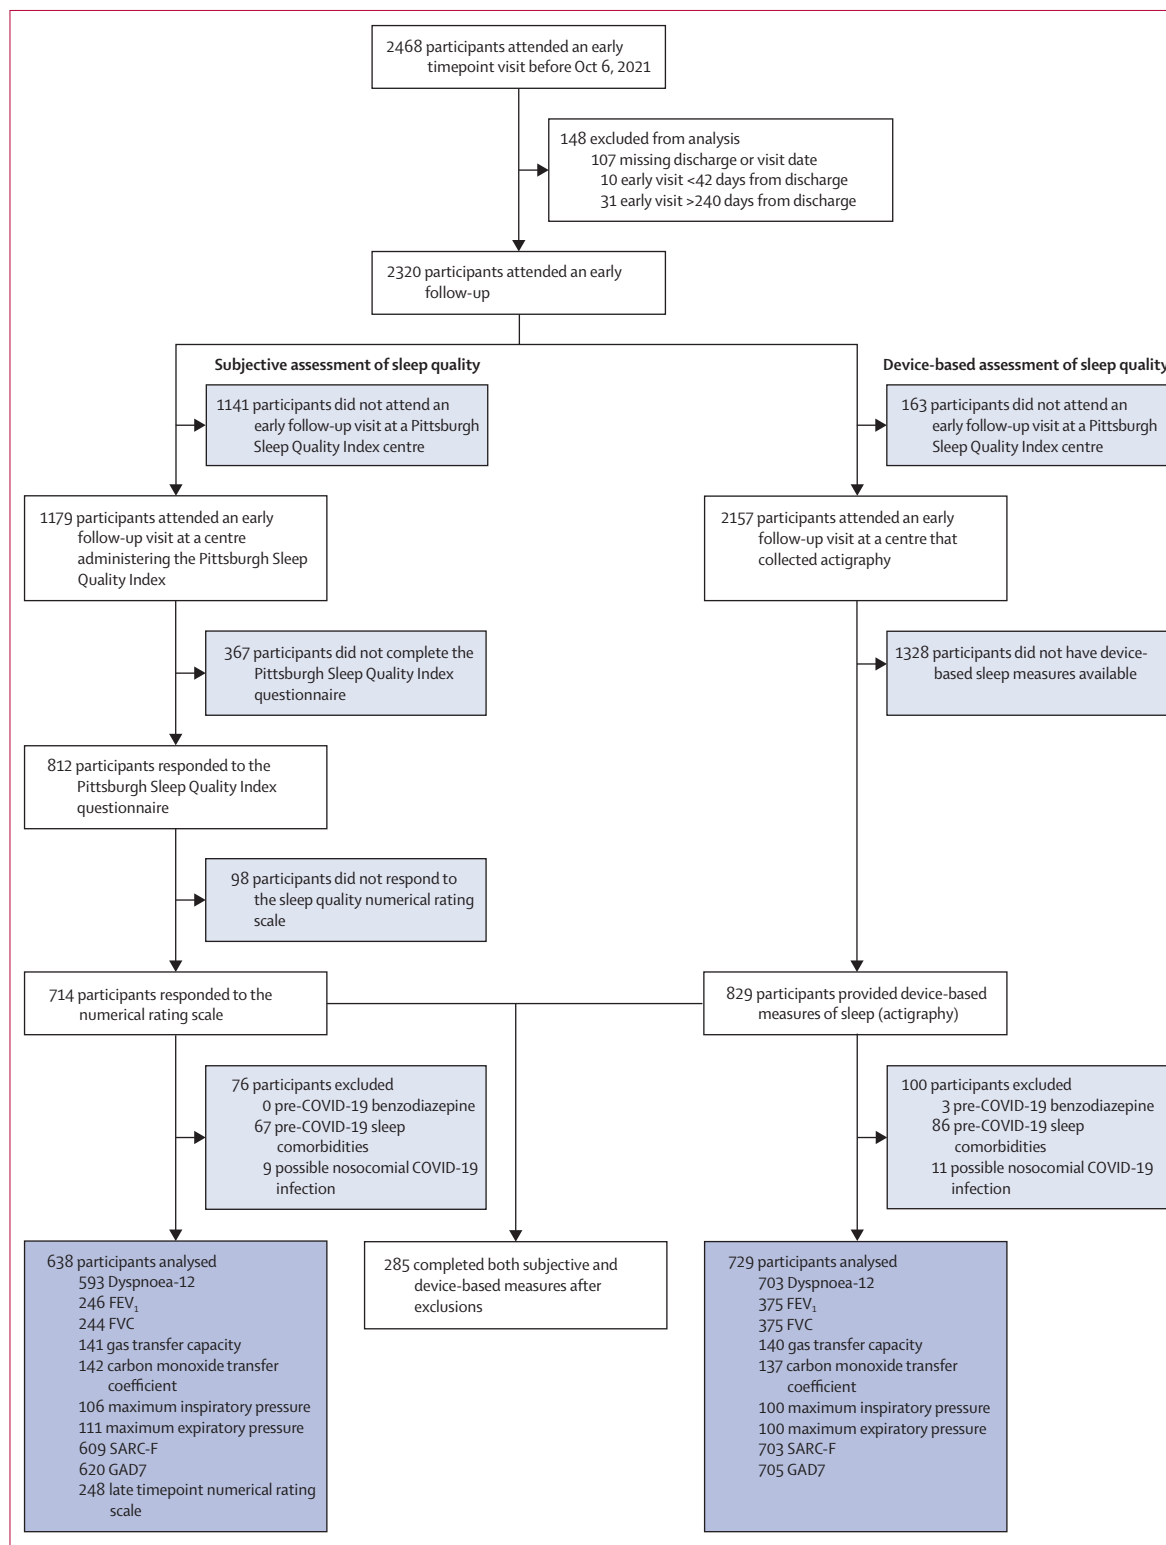 2468 participants attended an early
timepoint visit before Oct 6, 2021
148 excluded from analysis
107 missing discharge or visit date
10 early visit <42 days from discharge
31 early visit >240 days from discharge
2320 participants attended an early
follow-up
Subjective assessment of sleep quality
Device-based assessment of sleep quality
1141 participants did not attend an
early follow-up visit at a Pittsburgh
Sleep Quality Index centre
163 participants did not attend an
early follow-up visit at a Pittsburgh
Sleep Quality Index centre
1179 participants attended an early
follow-up visit at a centre
administering the Pittsburgh Sleep
Quality Index
2157 participants attended an early
follow-up visit at a centre that
collected actigraphy
367 participants did not complete the
Pittsburgh Sleep Quality Index
questionnaire
1328 participants did not have device-
based sleep measures available
812 participants responded to the
Pittsburgh Sleep Quality Index
questionnaire
98 participants did not respond to
the sleep quality numerical rating
scale
714 participants responded to the
numerical rating scale
829 participants provided device-based
measures of sleep (actigraphy)
76 participants excluded
0 pre-COVID-19 benzodiazepine
67 pre-COVID-19 sleep
comorbidities
9 possible nosocomial COVID-19
infection
100 participants excluded
3 pre-COVID-19 benzodiazepine
86 pre-COVID-19 sleep
comorbidities
11 possible nosocomial COVID-19
infection
638 participants analysed
593 Dyspnoea-12
246 FEV₁
244 FVC
141 gas transfer capacity
142 carbon monoxide transfer
coefficient
106 maximum inspiratory pressure
111 maximum expiratory pressure
609 SARC-F
620 GAD7
248 late timepoint numerical rating
scale
285 completed both subjective and
device-based measures after
exclusions
729 participants analysed
703 Dyspnoea-12
375 FEV₁
375 FVC
140 gas transfer capacity
137 carbon monoxide transfer
coefficient
100 maximum inspiratory pressure
100 maximum expiratory pressure
703 SARC-F
705 GAD7